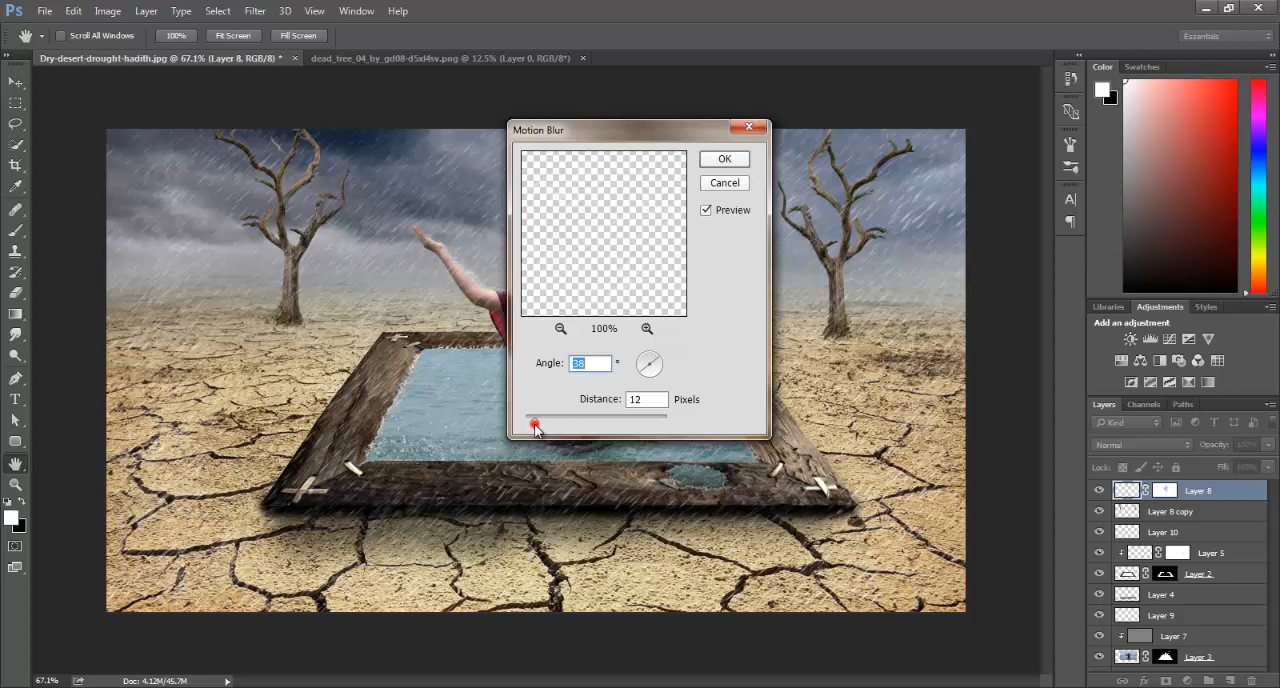 Ps File Edit Image Layer Type Select Filter 3D View Window Help
Scroll All Windows 100% Fit Screen Fill Screen Essentials
Dry-desert-drought-hadith.jpg @ 67.1% (Layer 8, RGB/8) * × dead_tree_04_by_gd08-d5xl4sv.png @ 12.5% (Layer 0, RGB/8*) ×
Color Swatches
Motion Blur
OK
Cancel
Preview
100%
Angle: 38 °
Distance: 12 Pixels
Libraries Adjustments Styles
Add an adjustment
Layers Channels Paths
Kind
Normal Opacity: 100%
Lock: Fill: 100%
Layer 8
Layer 8 copy
Layer 10
Layer 5
Layer 2
Layer 4
Layer 9
Layer 7
Layer 3
67.1% Doc: 4.12M/45.7M